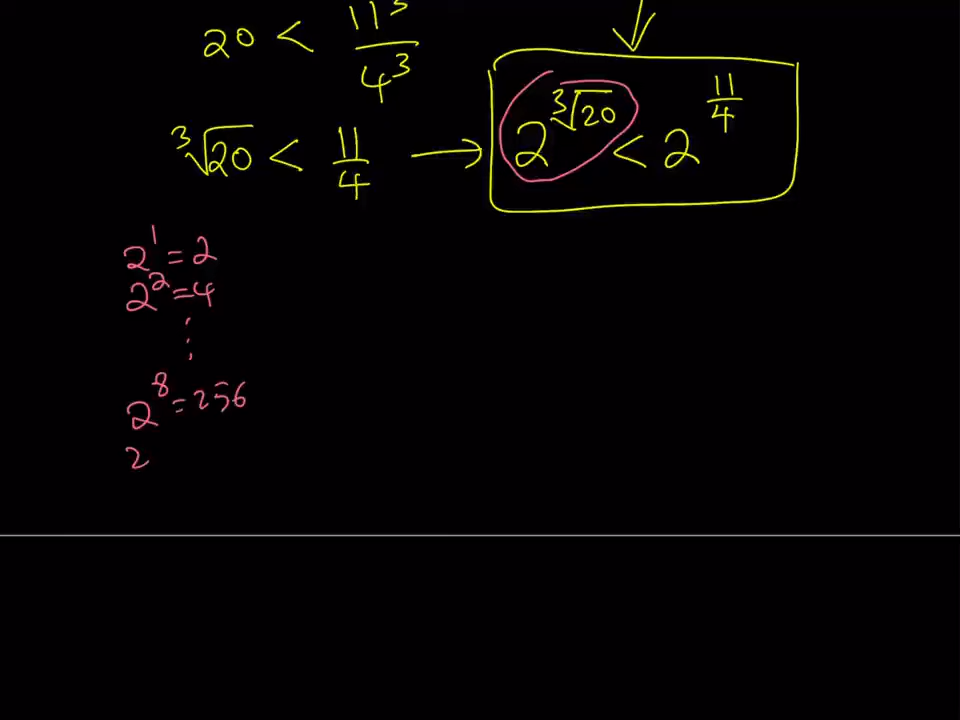 20 < 11³/4³
∛20 < 11/4 → 2^∛20 < 2^(11/4)
2¹ = 2
2² = 4
⋮
2⁸ = 256
2